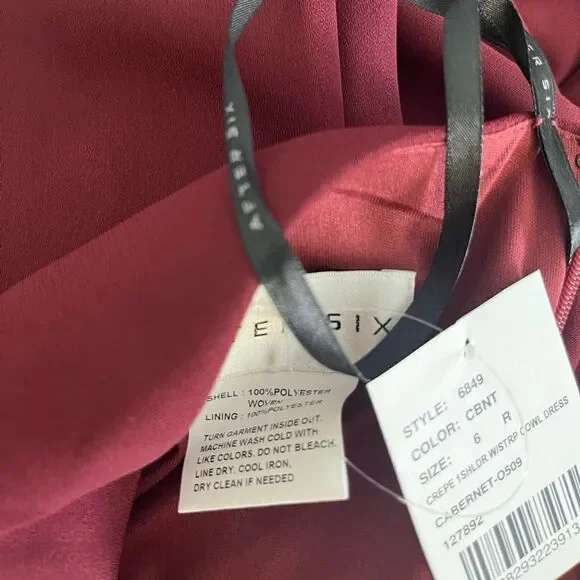 AFTER SIX
SIX
SHELL : 100%POLYESTER
WOVEN
LINING : 100%POLYESTER
TURN GARMENT INSIDE OUT.
MACHINE WASH COLD WITH
LIKE COLORS. DO NOT BLEACH.
LINE DRY. COOL IRON,
DRY CLEAN IF NEEDED
STYLE: 6849
COLOR: CBNT
SIZE: 6 R
CREPE 1SHLDR W/STRP COWL DRESS
CABERNET-O509
127892